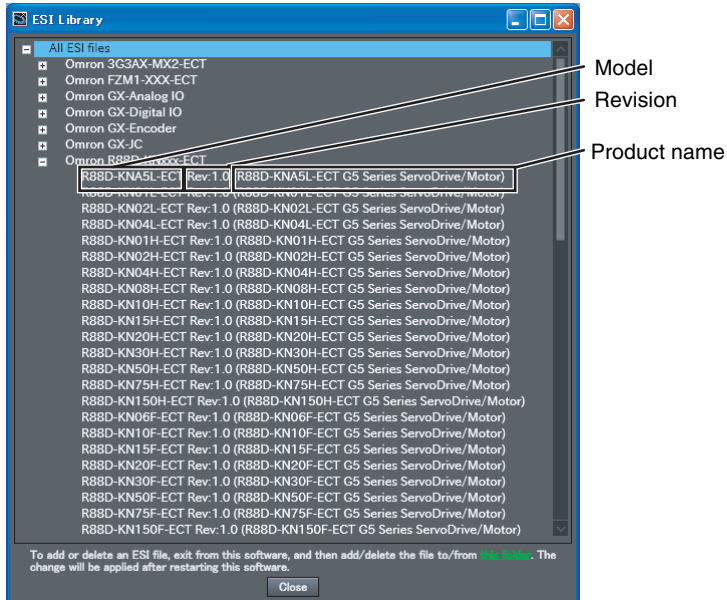 ESI Library
All ESI files
Omron 3G3AX-MX2-ECT
Omron FZM1-XXX-ECT
Omron GX-Analog IO
Omron GX-Digital IO
Omron GX-Encoder
Omron GX-JC
Omron R88D-KNxxx-ECT
R88D-KNA5L-ECT Rev:1.0 (R88D-KNA5L-ECT G5 Series ServoDrive/Motor)
R88D-KN01L-ECT Rev:1.0 (R88D-KN01L-ECT G5 Series ServoDrive/Motor)
R88D-KN02L-ECT Rev:1.0 (R88D-KN02L-ECT G5 Series ServoDrive/Motor)
R88D-KN04L-ECT Rev:1.0 (R88D-KN04L-ECT G5 Series ServoDrive/Motor)
R88D-KN01H-ECT Rev:1.0 (R88D-KN01H-ECT G5 Series ServoDrive/Motor)
R88D-KN02H-ECT Rev:1.0 (R88D-KN02H-ECT G5 Series ServoDrive/Motor)
R88D-KN04H-ECT Rev:1.0 (R88D-KN04H-ECT G5 Series ServoDrive/Motor)
R88D-KN08H-ECT Rev:1.0 (R88D-KN08H-ECT G5 Series ServoDrive/Motor)
R88D-KN10H-ECT Rev:1.0 (R88D-KN10H-ECT G5 Series ServoDrive/Motor)
R88D-KN15H-ECT Rev:1.0 (R88D-KN15H-ECT G5 Series ServoDrive/Motor)
R88D-KN20H-ECT Rev:1.0 (R88D-KN20H-ECT G5 Series ServoDrive/Motor)
R88D-KN30H-ECT Rev:1.0 (R88D-KN30H-ECT G5 Series ServoDrive/Motor)
R88D-KN50H-ECT Rev:1.0 (R88D-KN50H-ECT G5 Series ServoDrive/Motor)
R88D-KN75H-ECT Rev:1.0 (R88D-KN75H-ECT G5 Series ServoDrive/Motor)
R88D-KN150H-ECT Rev:1.0 (R88D-KN150H-ECT G5 Series ServoDrive/Motor)
R88D-KN06F-ECT Rev:1.0 (R88D-KN06F-ECT G5 Series ServoDrive/Motor)
R88D-KN10F-ECT Rev:1.0 (R88D-KN10F-ECT G5 Series ServoDrive/Motor)
R88D-KN15F-ECT Rev:1.0 (R88D-KN15F-ECT G5 Series ServoDrive/Motor)
R88D-KN20F-ECT Rev:1.0 (R88D-KN20F-ECT G5 Series ServoDrive/Motor)
R88D-KN30F-ECT Rev:1.0 (R88D-KN30F-ECT G5 Series ServoDrive/Motor)
R88D-KN50F-ECT Rev:1.0 (R88D-KN50F-ECT G5 Series ServoDrive/Motor)
R88D-KN75F-ECT Rev:1.0 (R88D-KN75F-ECT G5 Series ServoDrive/Motor)
R88D-KN150F-ECT Rev:1.0 (R88D-KN150F-ECT G5 Series ServoDrive/Motor)
To add or delete an ESI file, exit from this software, and then add/delete the file to/from this folder. The
change will be applied after restarting this software.
Close
Model
Revision
Product name